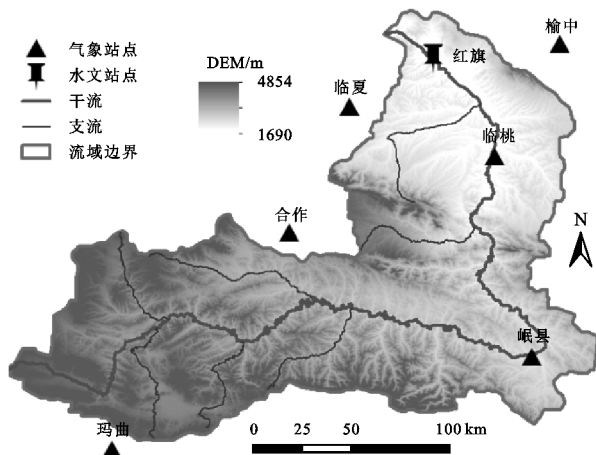 气象站点
水文站点
干流
支流
流域边界
DEM/m
4854
1690
榆中
红旗
临夏
临桃
合作
N
岷县
玛曲
0 25 50 100 km